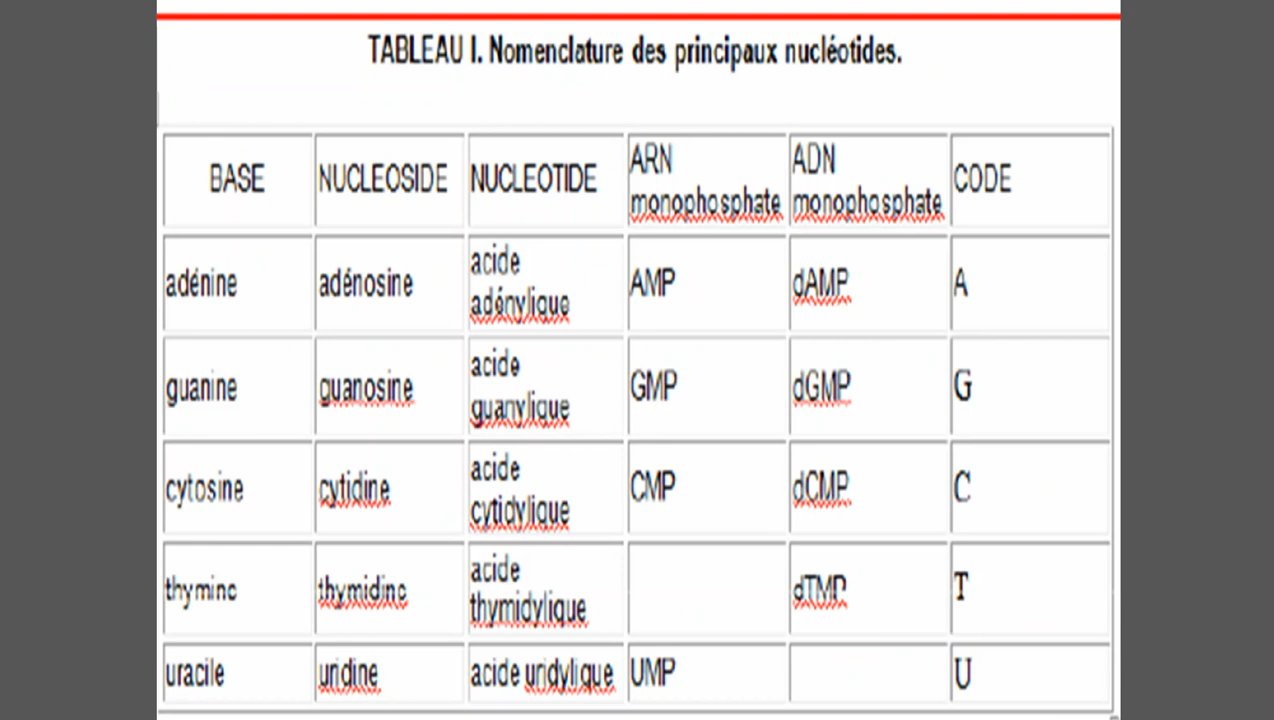 TABLEAU I. Nomenclature des principaux nucléotides.
BASE NUCLEOSIDE NUCLEOTIDE ARN monophosphate ADN monophosphate CODE
adénine adénosine acide adénylique AMP dAMP A
guanine guanosine acide guanylique GMP dGMP G
cytosine cytidine acide cytidylique CMP dCMP C
thymine thymidine acide thymidylique dTMP T
uracile uridine acide uridylique UMP U